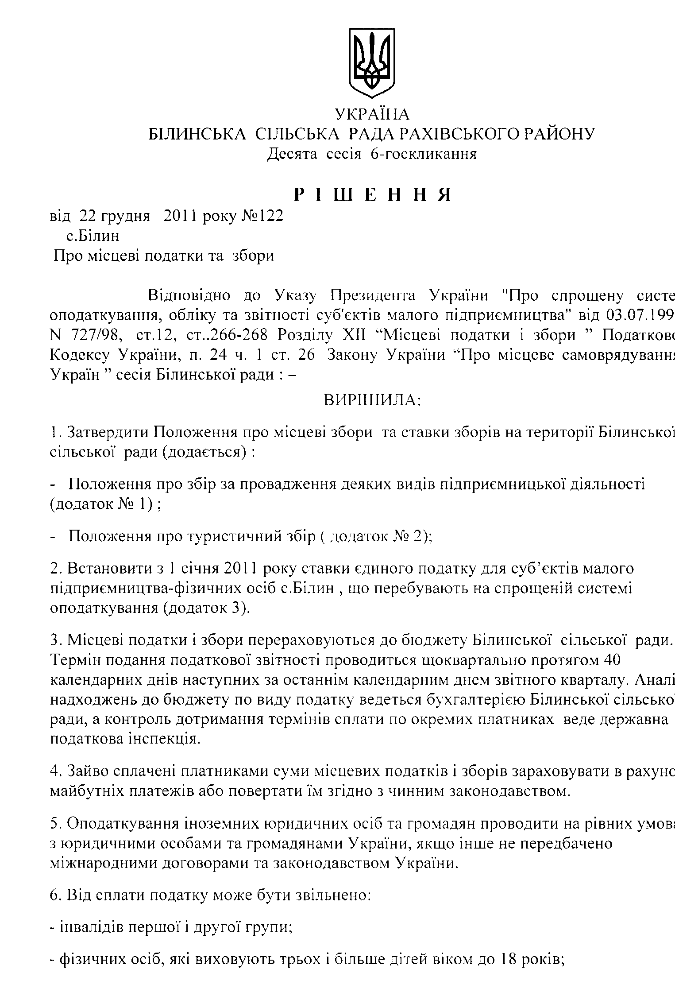 УКРАЇНА
БІЛИНСЬКА СІЛЬСЬКА РАДА РАХІВСЬКОГО РАЙОНУ
Десята сесія 6-госкликання
Р І Ш Е Н Н Я
від 22 грудня 2011 року №122
с.Білин
Про місцеві податки та збори
Відповідно до Указу Президента України "Про спрощену систе
оподаткування, обліку та звітності суб'єктів малого підприємництва" від 03.07.199
N 727/98, ст.12, ст..266-268 Розділу XII “Місцеві податки і збори ” Податково
Кодексу України, п. 24 ч. 1 ст. 26 Закону України “Про місцеве самоврядування
Україн ” сесія Білинської ради : –
ВИРІШИЛА:
1. Затвердити Положення про місцеві збори та ставки зборів на території Білинської
сільської ради (додається) :
- Положення про збір за провадження деяких видів підприємницької діяльності
(додаток № 1) ;
- Положення про туристичний збір ( додаток № 2);
2. Встановити з 1 січня 2011 року ставки єдиного податку для суб’єктів малого
підприємництва-фізичних осіб с.Білин , що перебувають на спрощеній системі
оподаткування (додаток 3).
3. Місцеві податки і збори перераховуються до бюджету Білинської сільської ради.
Термін подання податкової звітності проводиться щоквартально протягом 40
календарних днів наступних за останнім календарним днем звітного кварталу. Аналі
надходжень до бюджету по виду податку ведеться бухгалтерією Білинської сільської
ради, а контроль дотримання термінів сплати по окремих платниках веде державна
податкова інспекція.
4. Зайво сплачені платниками суми місцевих податків і зборів зараховувати в рахуно
майбутніх платежів або повертати їм згідно з чинним законодавством.
5. Оподаткування іноземних юридичних осіб та громадян проводити на рівних умова
з юридичними особами та громадянами України, якщо інше не передбачено
міжнародними договорами та законодавством України.
6. Від сплати податку може бути звільнено:
- інвалідів першої і другої групи;
- фізичних осіб, які виховують трьох і більше дітей віком до 18 років;